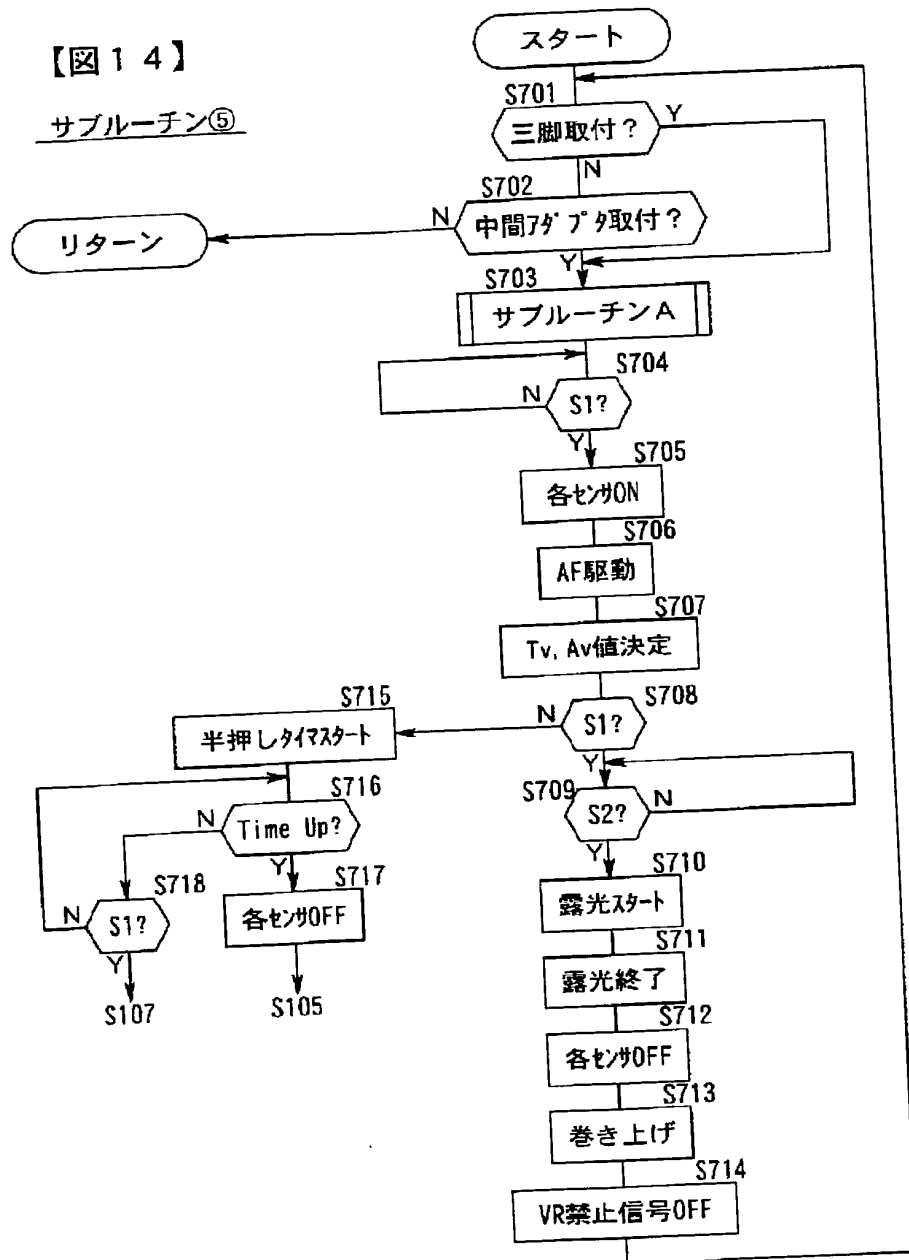 【図14】
サブルーチン⑤
スタート
S701
三脚取付?
Y
N
S702
中間アダプタ取付?
N
リターン
Y
S703
サブルーチンA
S704
S1?
N
Y
S705
各センサON
S706
AF駆動
S707
Tv,Av値決定
S708
S1?
N
Y
S715
半押しタイマスタート
S716
Time Up?
N
Y
S709
S2?
N
Y
S718
S1?
N
Y
S107
S717
各センサOFF
S105
S710
露光スタート
S711
露光終了
S712
各センサOFF
S713
巻き上げ
S714
VR禁止信号OFF